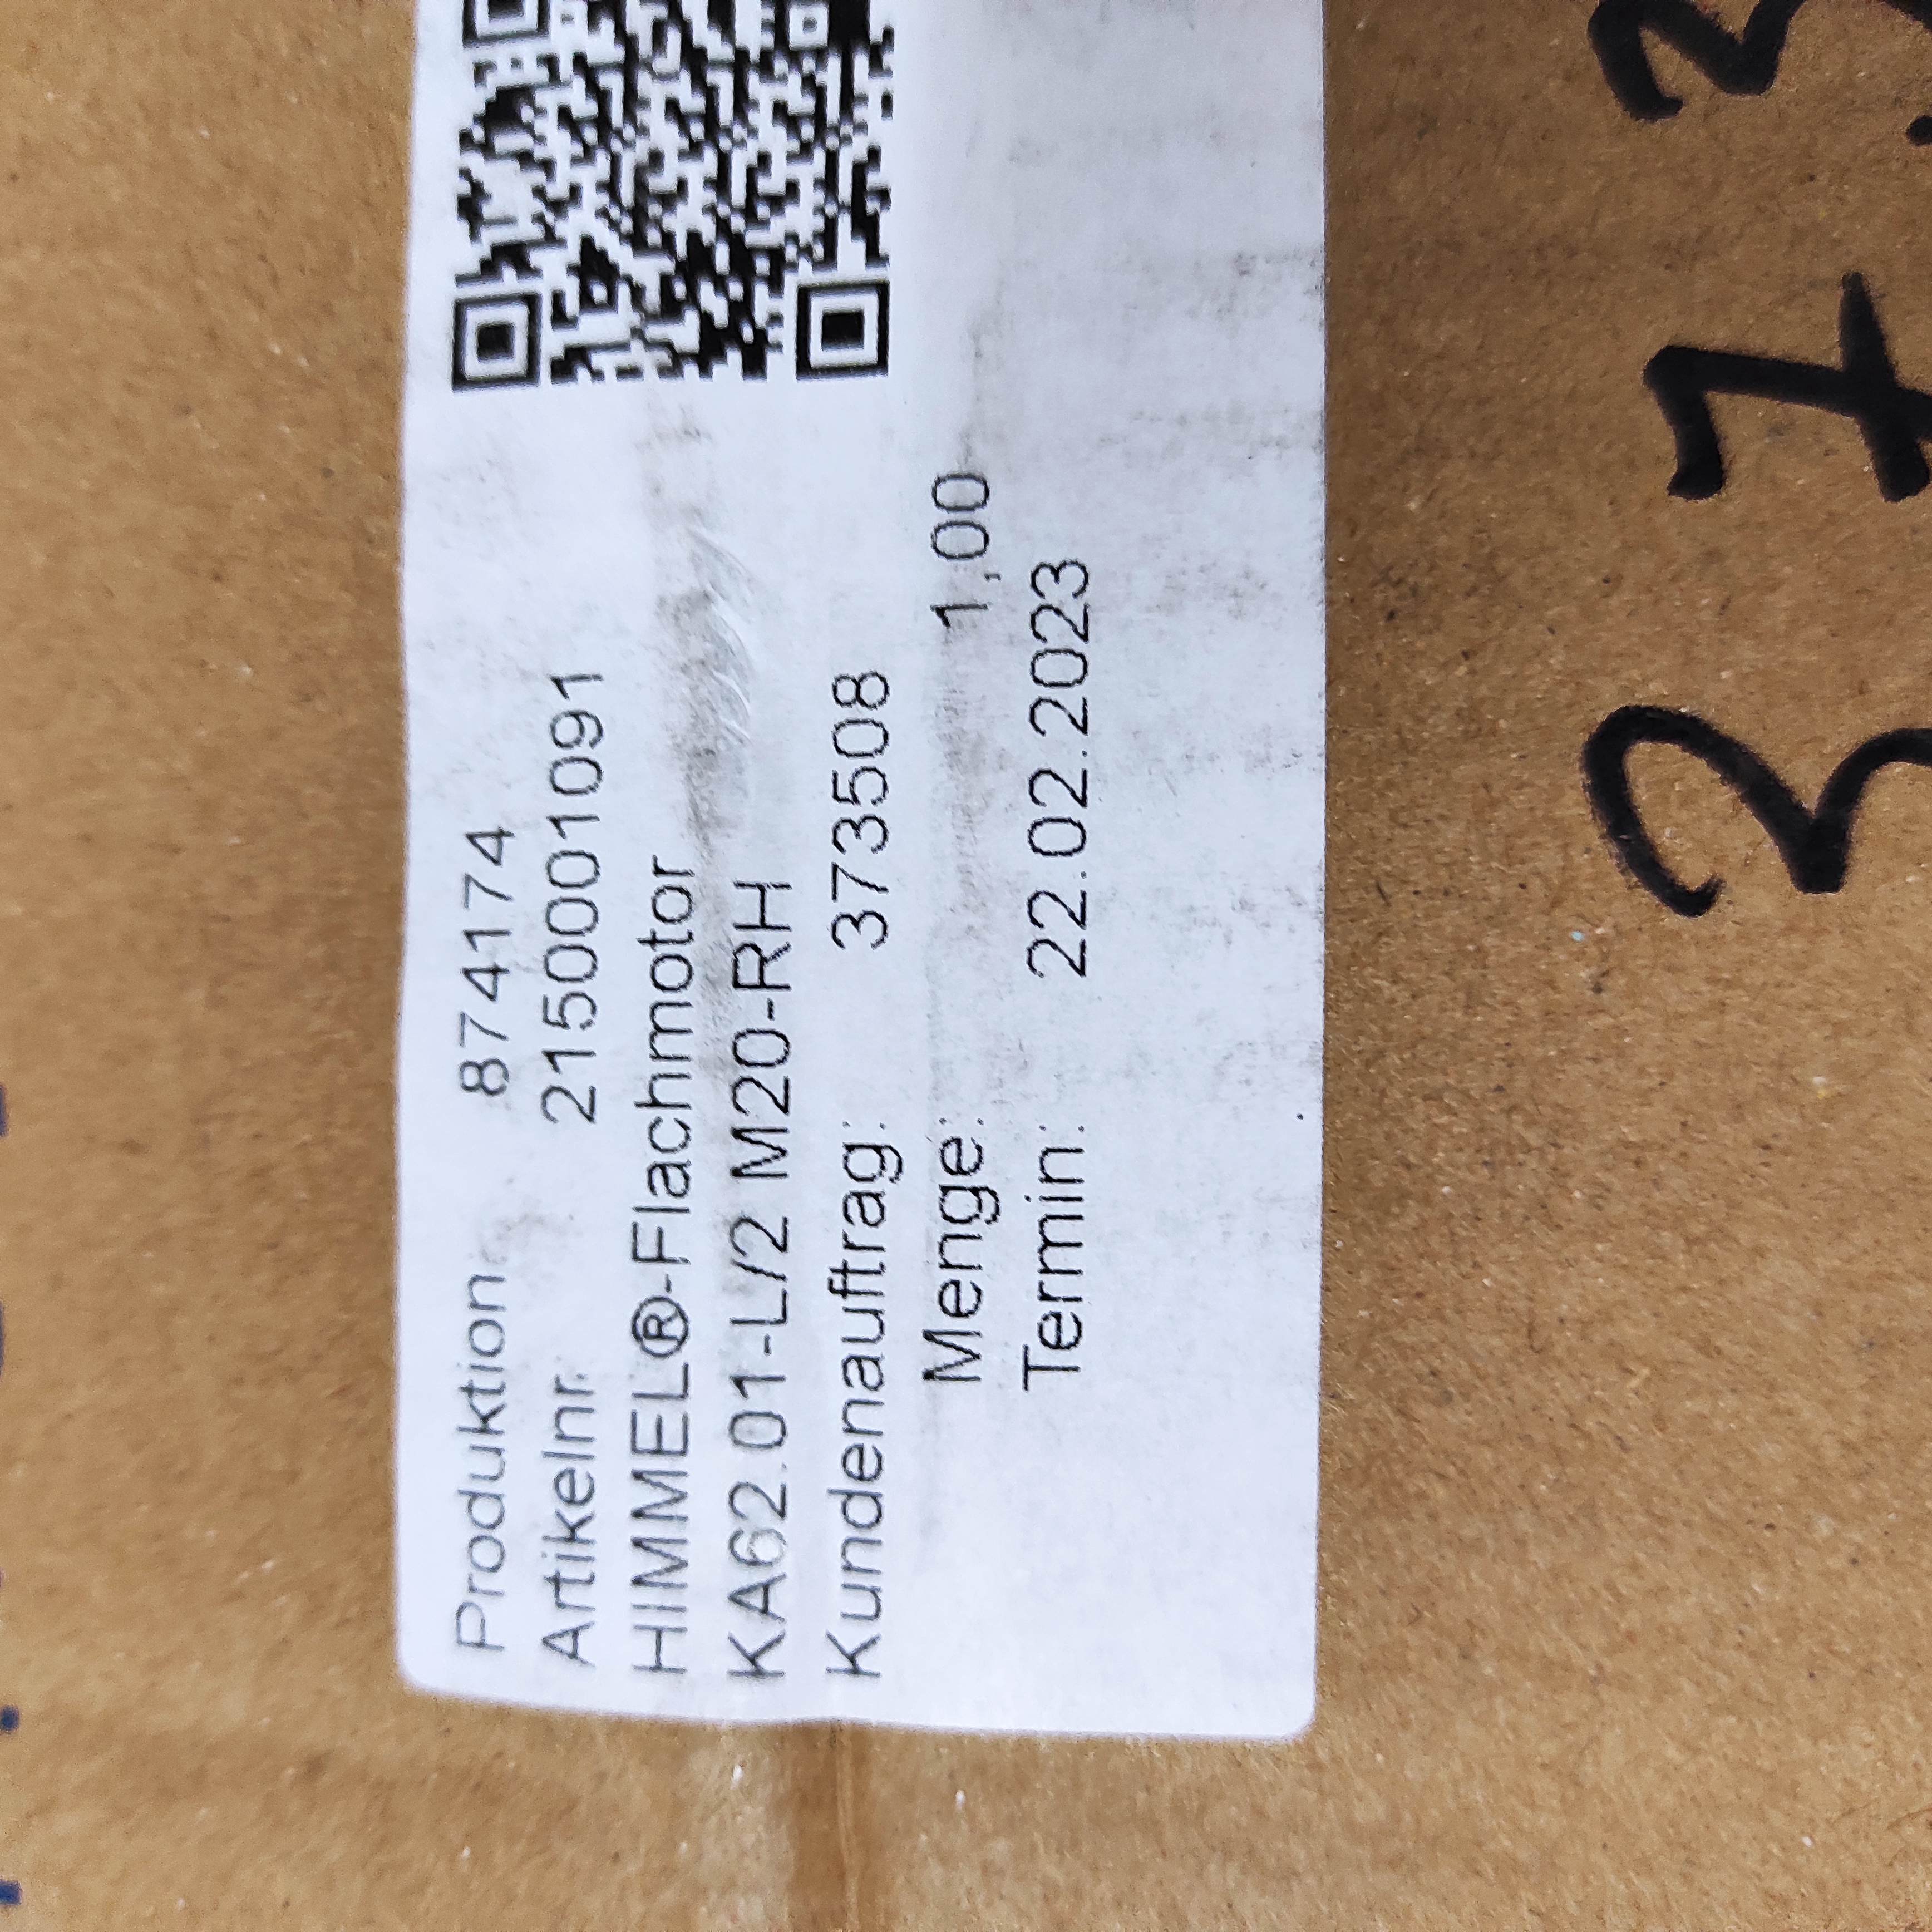 Produktion 874174
Artikelnr. 2150001091
HIMMEL®-Flachmotor
KA62.01-L/2 M20-RH
Kundenauftrag: 373508
Menge: 1,00
Termin: 22.02.2023